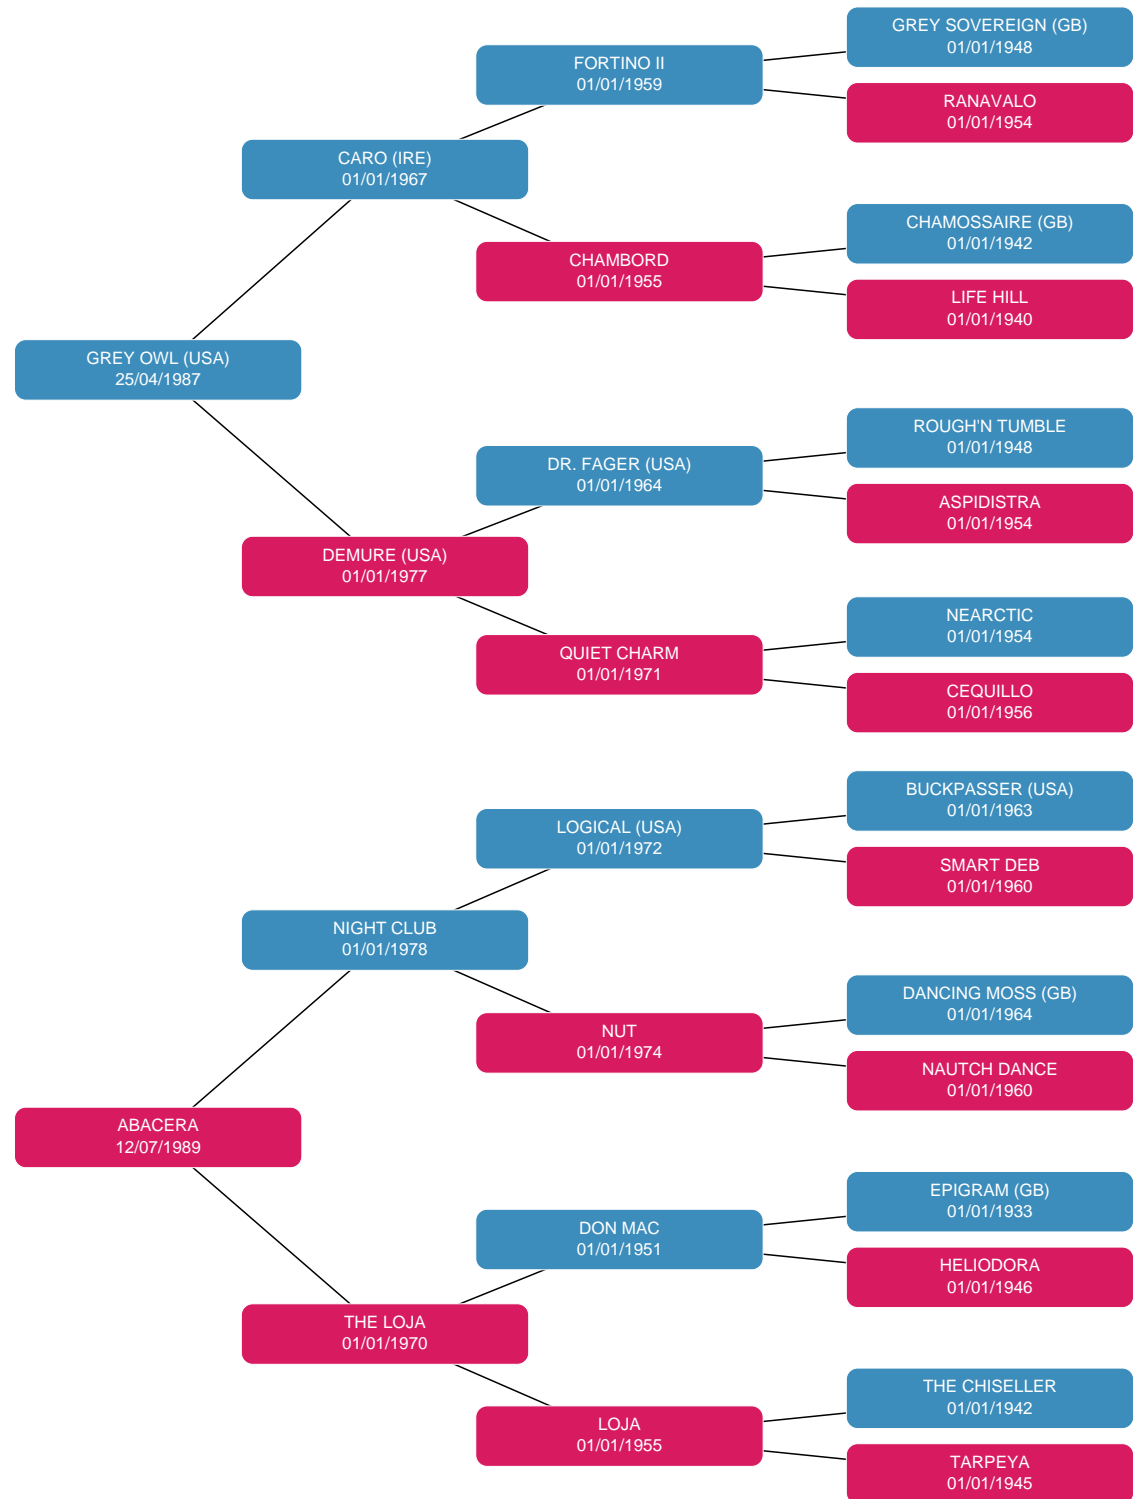 GREY SOVEREIGN (GB)
01/01/1948
FORTINO II
01/01/1959
RANAVALO
01/01/1954
CARO (IRE)
01/01/1967
CHAMOSSAIRE (GB)
01/01/1942
CHAMBORD
01/01/1955
LIFE HILL
01/01/1940
GREY OWL (USA)
25/04/1987
ROUGH'N TUMBLE
01/01/1948
DR. FAGER (USA)
01/01/1964
ASPIDISTRA
01/01/1954
DEMURE (USA)
01/01/1977
NEARCTIC
01/01/1954
QUIET CHARM
01/01/1971
CEQUILLO
01/01/1956
BUCKPASSER (USA)
01/01/1963
LOGICAL (USA)
01/01/1972
SMART DEB
01/01/1960
NIGHT CLUB
01/01/1978
DANCING MOSS (GB)
01/01/1964
NUT
01/01/1974
NAUTCH DANCE
01/01/1960
ABACERA
12/07/1989
EPIGRAM (GB)
01/01/1933
DON MAC
01/01/1951
HELIODORA
01/01/1946
THE LOJA
01/01/1970
THE CHISELLER
01/01/1942
LOJA
01/01/1955
TARPEYA
01/01/1945